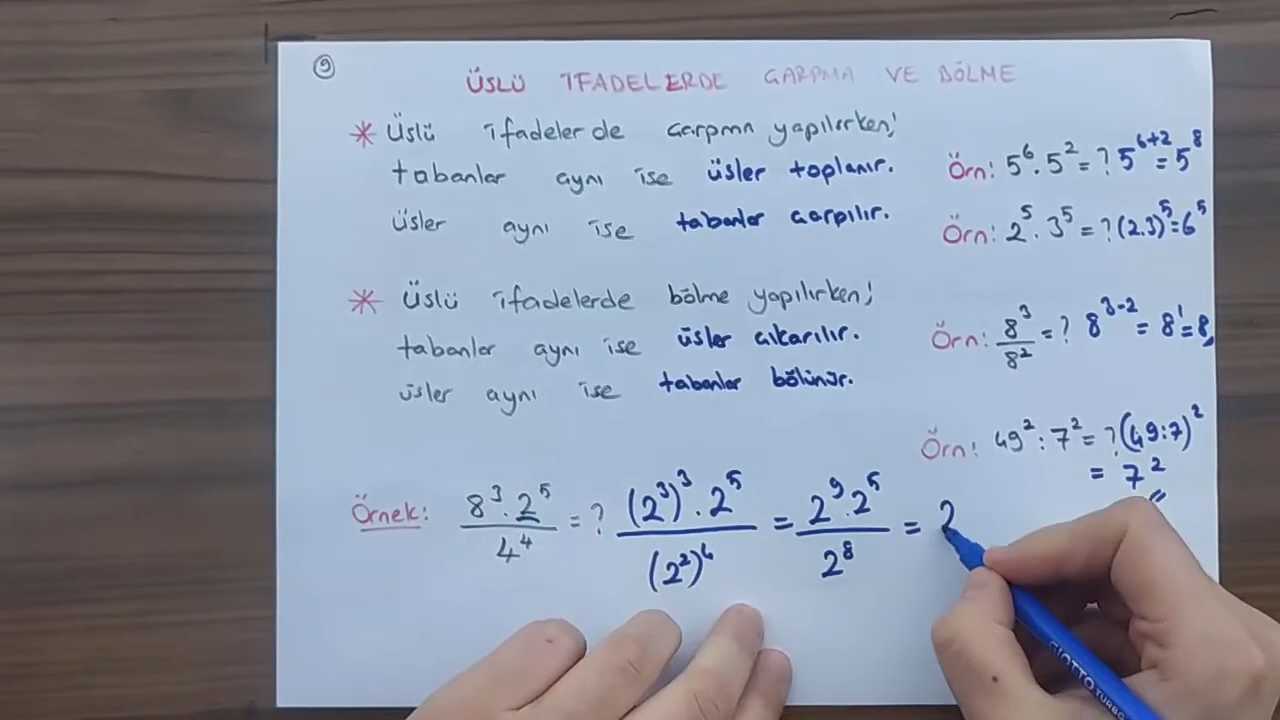 9
ÜSLÜ İFADELERDE ÇARPMA VE BÖLME
* Üslü ifadelerde çarpma yapılırken;
tabanlar aynı ise üsler toplanır.
üsler aynı ise tabanlar çarpılır.
Örn: 5⁶.5² = ? 5⁶⁺² = 5⁸
Örn: 2⁵.3⁵ = ? (2.3)⁵ = 6⁵
* Üslü ifadelerde bölme yapılırken;
tabanlar aynı ise üsler çıkarılır.
üsler aynı ise tabanlar bölünür.
Örn: 8³/8² = ? 8³⁻² = 8¹ = 8
Örn: 49² : 7² = ? (49:7)²
= 7²
Örnek: 8³.2⁵/4⁴ = ? (2³)³.2⁵/(2²)⁴ = 2⁹.2⁵/2⁸ = 2
GIOTTO TURBO